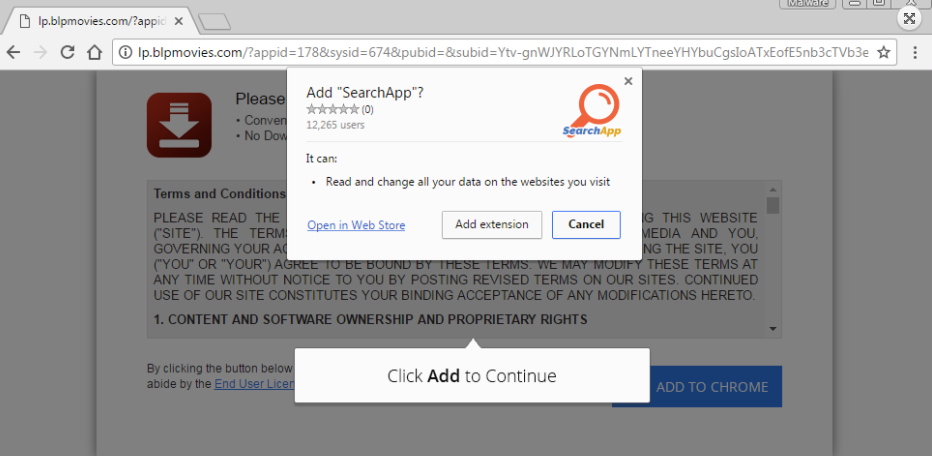 Malware
lp.blpmovies.com/?appid
lp.blpmovies.com/?appid=178&sysid=674&pubid=&subid=Ytv-gnWJYRLoTGYNmLYTneeYHYbuCgsIoATxEofE5nb3cTVb3e
Please
• Conven
• No Dow
Add "SearchApp"?
(0)
12,265 users
SearchApp
It can:
• Read and change all your data on the websites you visit
Open in Web Store
Add extension
Cancel
Terms and Conditions
PLEASE READ THE NG THIS WEBSITE
("SITE"). THE TERM MEDIA AND YOU,
GOVERNING YOUR AC NG THE SITE, YOU
("YOU" OR "YOUR") AGREE TO BE BOUND BY THESE TERMS. WE MAY MODIFY THESE TERMS AT
ANY TIME WITHOUT NOTICE TO YOU BY POSTING REVISED TERMS ON OUR SITES. CONTINUED
USE OF OUR SITE CONSTITUTES YOUR BINDING ACCEPTANCE OF ANY MODIFICATIONS HERETO.
1. CONTENT AND SOFTWARE OWNERSHIP AND PROPRIETARY RIGHTS
By clicking the button below
abide by the End User Licen
Click Add to Continue
ADD TO CHROME